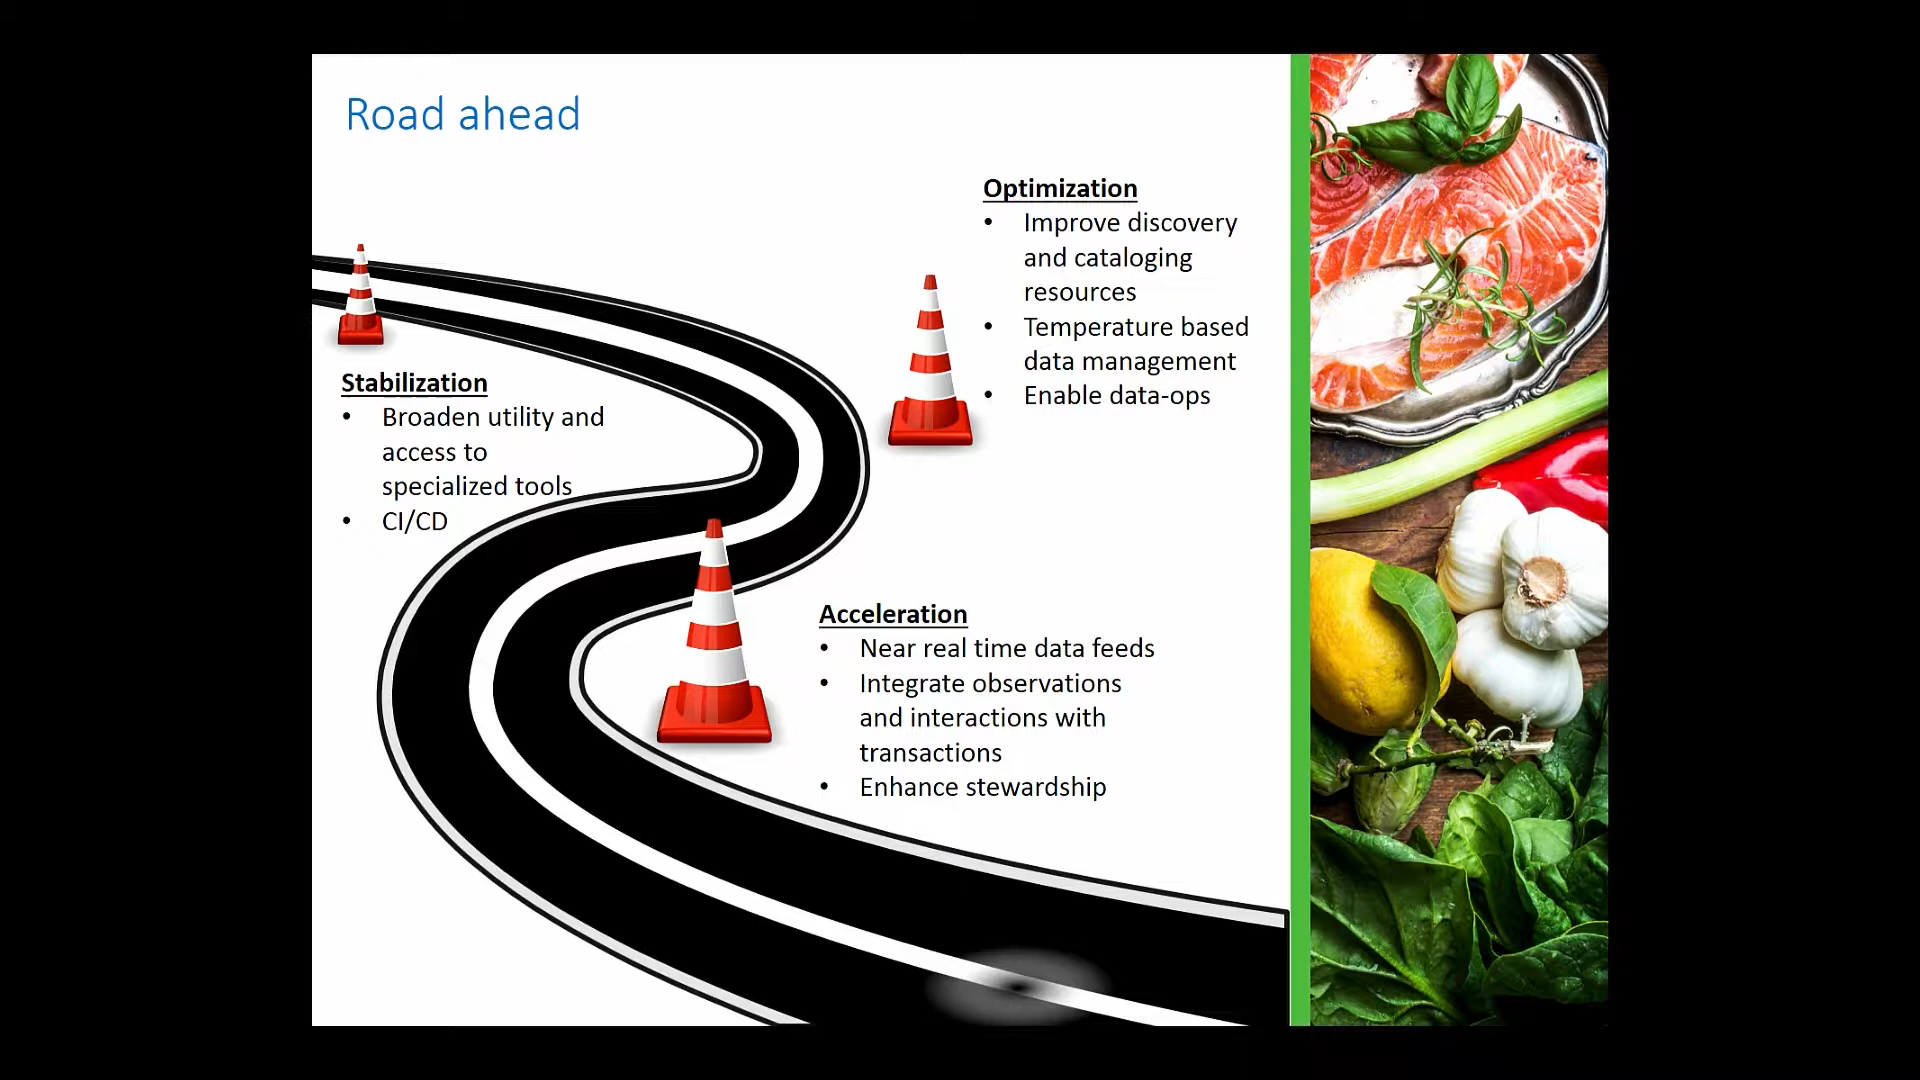 Road ahead
Optimization
• Improve discovery
and cataloging
resources
• Temperature based
data management
• Enable data-ops
Stabilization
• Broaden utility and
access to
specialized tools
• CI/CD
Acceleration
• Near real time data feeds
• Integrate observations
and interactions with
transactions
• Enhance stewardship